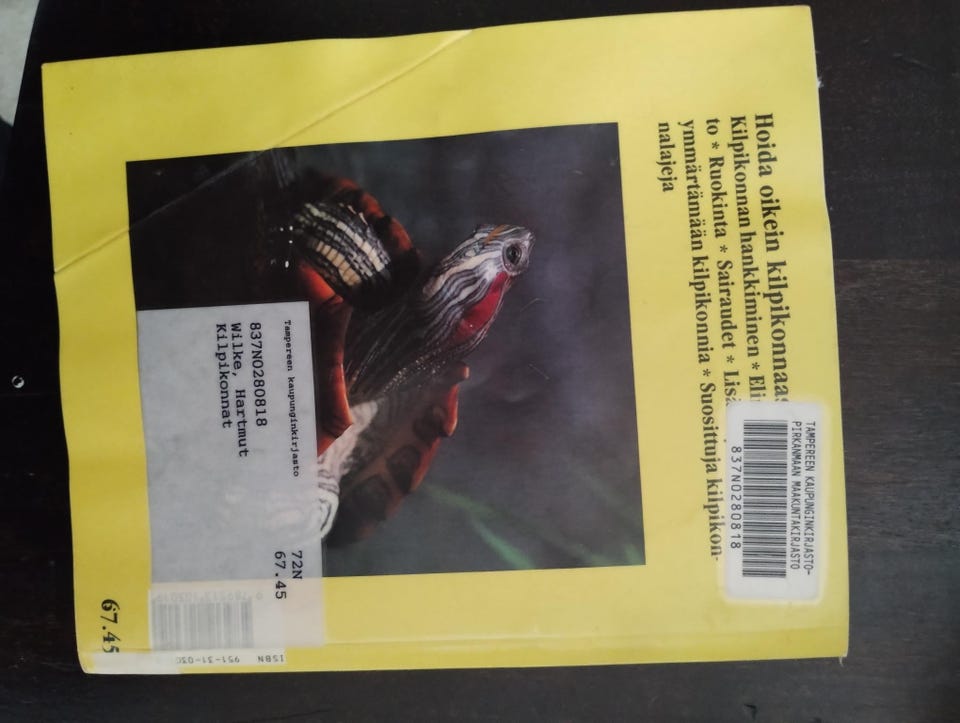 Hoida oikein kilpikonnaas
Kilpikonnan hankkiminen * Eli
to * Ruokinta * Sairaudet * Lisä
ymmärtämään kilpikonnia * Suosittuja kilpikon-
nalajeja
TAMPEREEN KAUPUNGINKIRJASTO-
PIRKANMAAN MAAKUNTAKIRJASTO
837N0280818
Tampereen kaupunginkirjasto
72N
67.45
837N0280818
Wilke, Hartmut
Kilpikonnat
ISBN 951-31-030
67.45